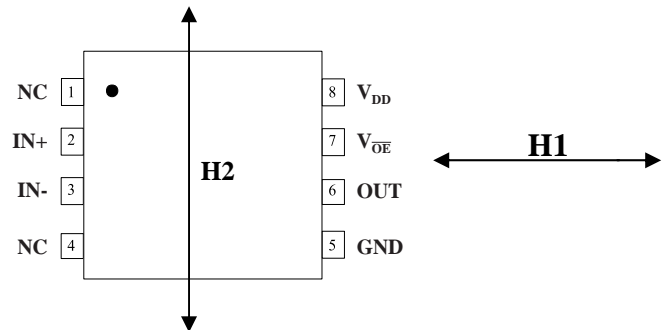 NC 1 8 VDD
IN+ 2 7 VOE
H1
H2
IN- 3 6 OUT
NC 4 5 GND